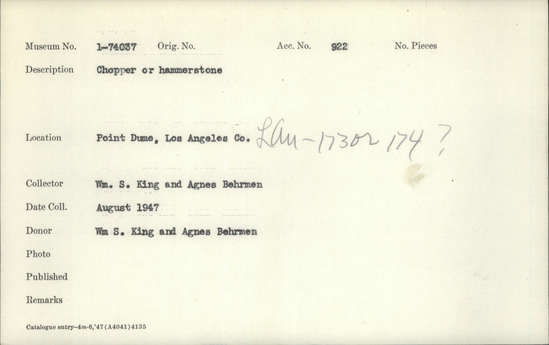 Museum No. 1-74037 Orig. No. Acc. No. 922 No. Pieces
Description Chopper or hammerstone
Location Point Dume, Los Angeles Co. LAn-173 or 174?
Collector Wm. S. King and Agnes Behrmen
Date Coll. August 1947
Donor Wm S. King and Agnes Behrmen
Photo
Published
Remarks
Catalogue entry—4m-6,'47(A4041)4135